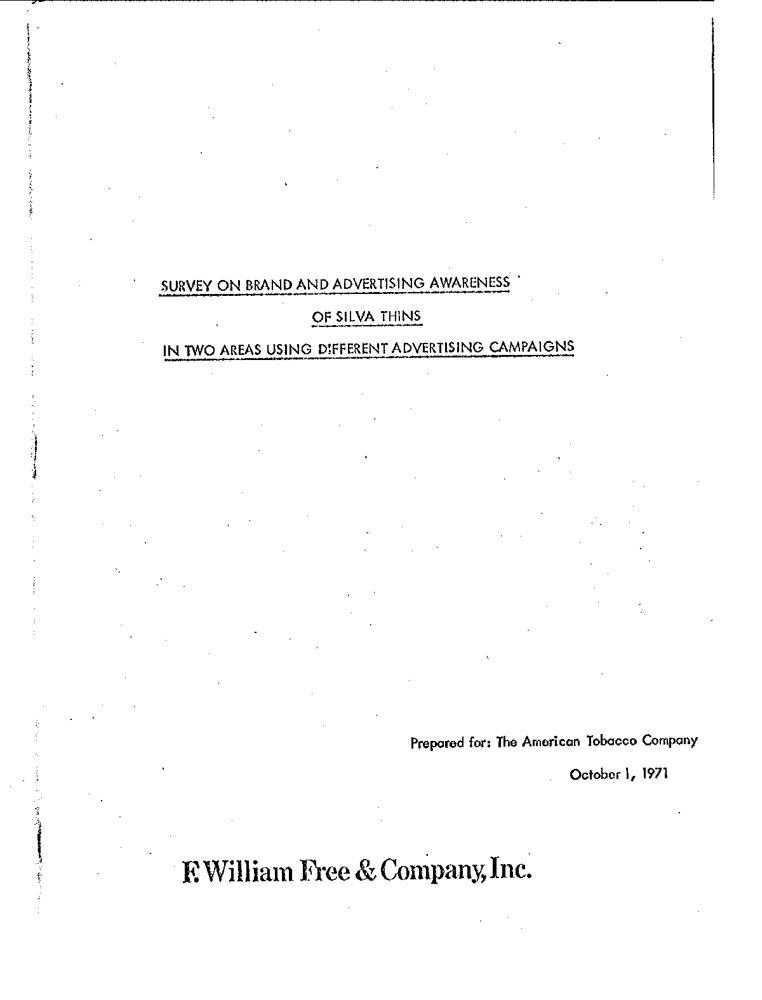 SURVEY ON BRAND AND ADVERTISING AWARENESS
OF SILVA THINS
IN TWO AREAS USING DIFFERENT ADVERTISING CAMPAIGNS
Prepared for: The American Tobacco Company
October 1, 1971
F. William Free & Company, Inc.